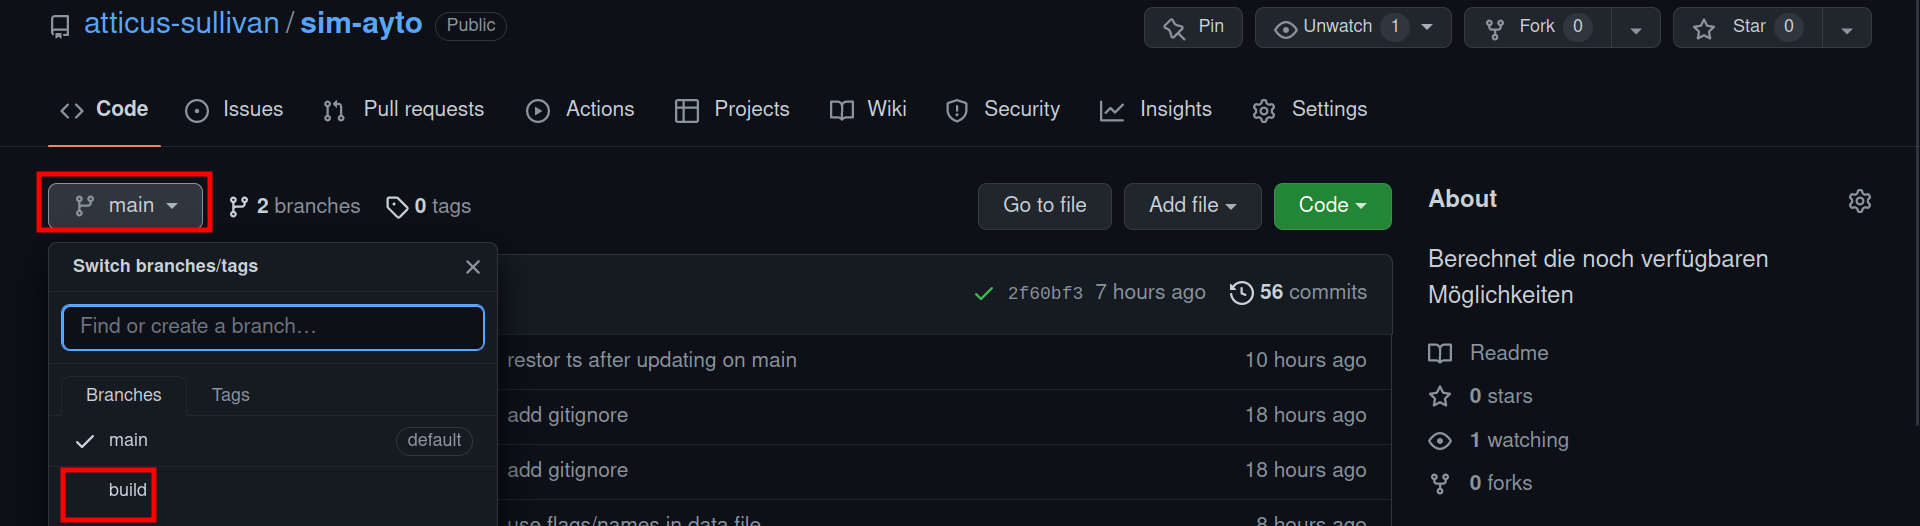 atticus-sullivan / sim-ayto Public Pin Unwatch 1 Fork 0 Star 0
Code Issues Pull requests Actions Projects Wiki Security Insights Settings
main 2 branches 0 tags Go to file Add file Code
Switch branches/tags
Find or create a branch...
Branches Tags
main default
build
2f60bf3 7 hours ago 56 commits
restor ts after updating on main 10 hours ago
add gitignore 18 hours ago
add gitignore 18 hours ago
use flags/names in data file 8 hours ago
About
Berechnet die noch verfügbaren
Möglichkeiten
Readme
0 stars
1 watching
0 forks